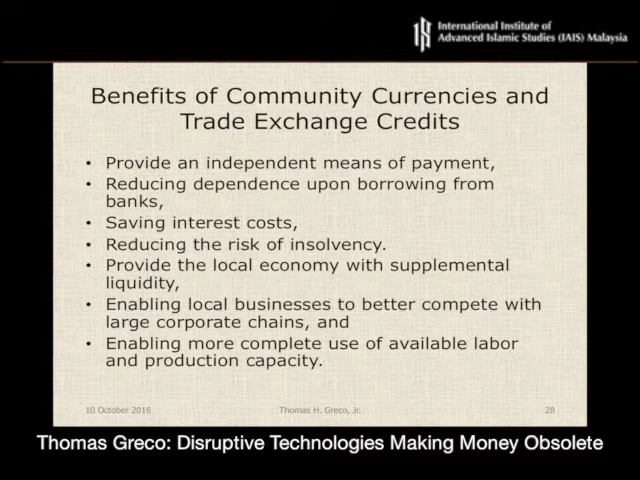 International Institute of
Advanced Islamic Studies (IAIS) Malaysia
Benefits of Community Currencies and
Trade Exchange Credits
• Provide an independent means of payment,
• Reducing dependence upon borrowing from
banks,
• Saving interest costs,
• Reducing the risk of insolvency.
• Provide the local economy with supplemental
liquidity,
• Enabling local businesses to better compete with
large corporate chains, and
• Enabling more complete use of available labor
and production capacity.
10 October 2016 Thomas H. Greco, Jr. 28
Thomas Greco: Disruptive Technologies Making Money Obsolete